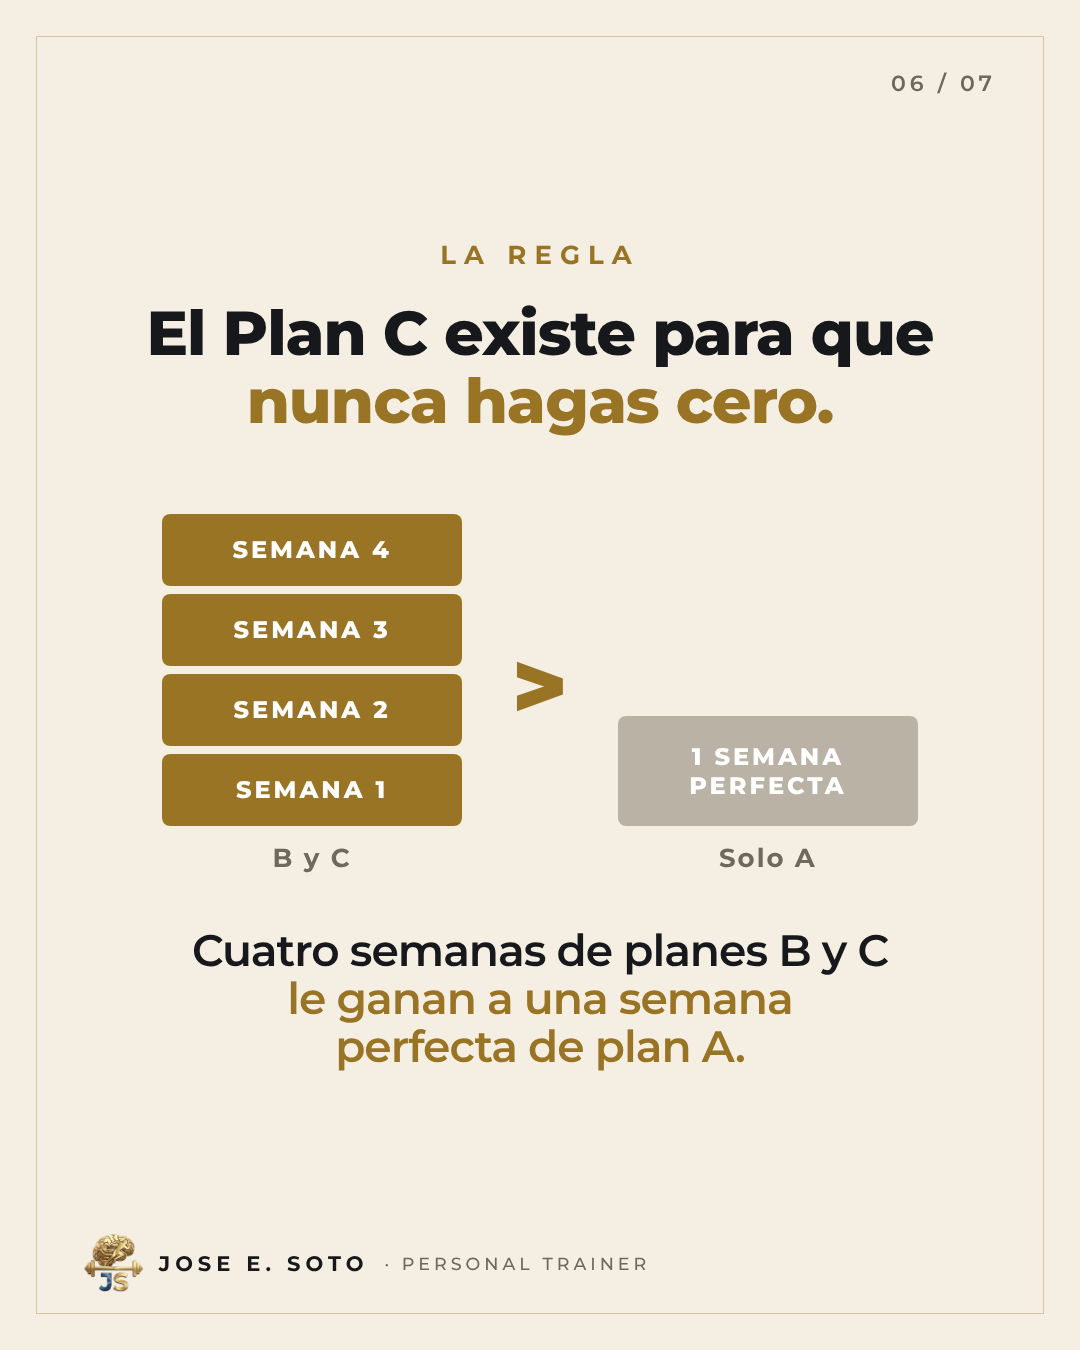 06 / 07
LA REGLA
El Plan C existe para que
nunca hagas cero.
SEMANA 4
SEMANA 3
SEMANA 2
SEMANA 1
B y C
>
1 SEMANA
PERFECTA
Solo A
Cuatro semanas de planes B y C
le ganan a una semana
perfecta de plan A.
JS
JOSE E. SOTO · PERSONAL TRAINER